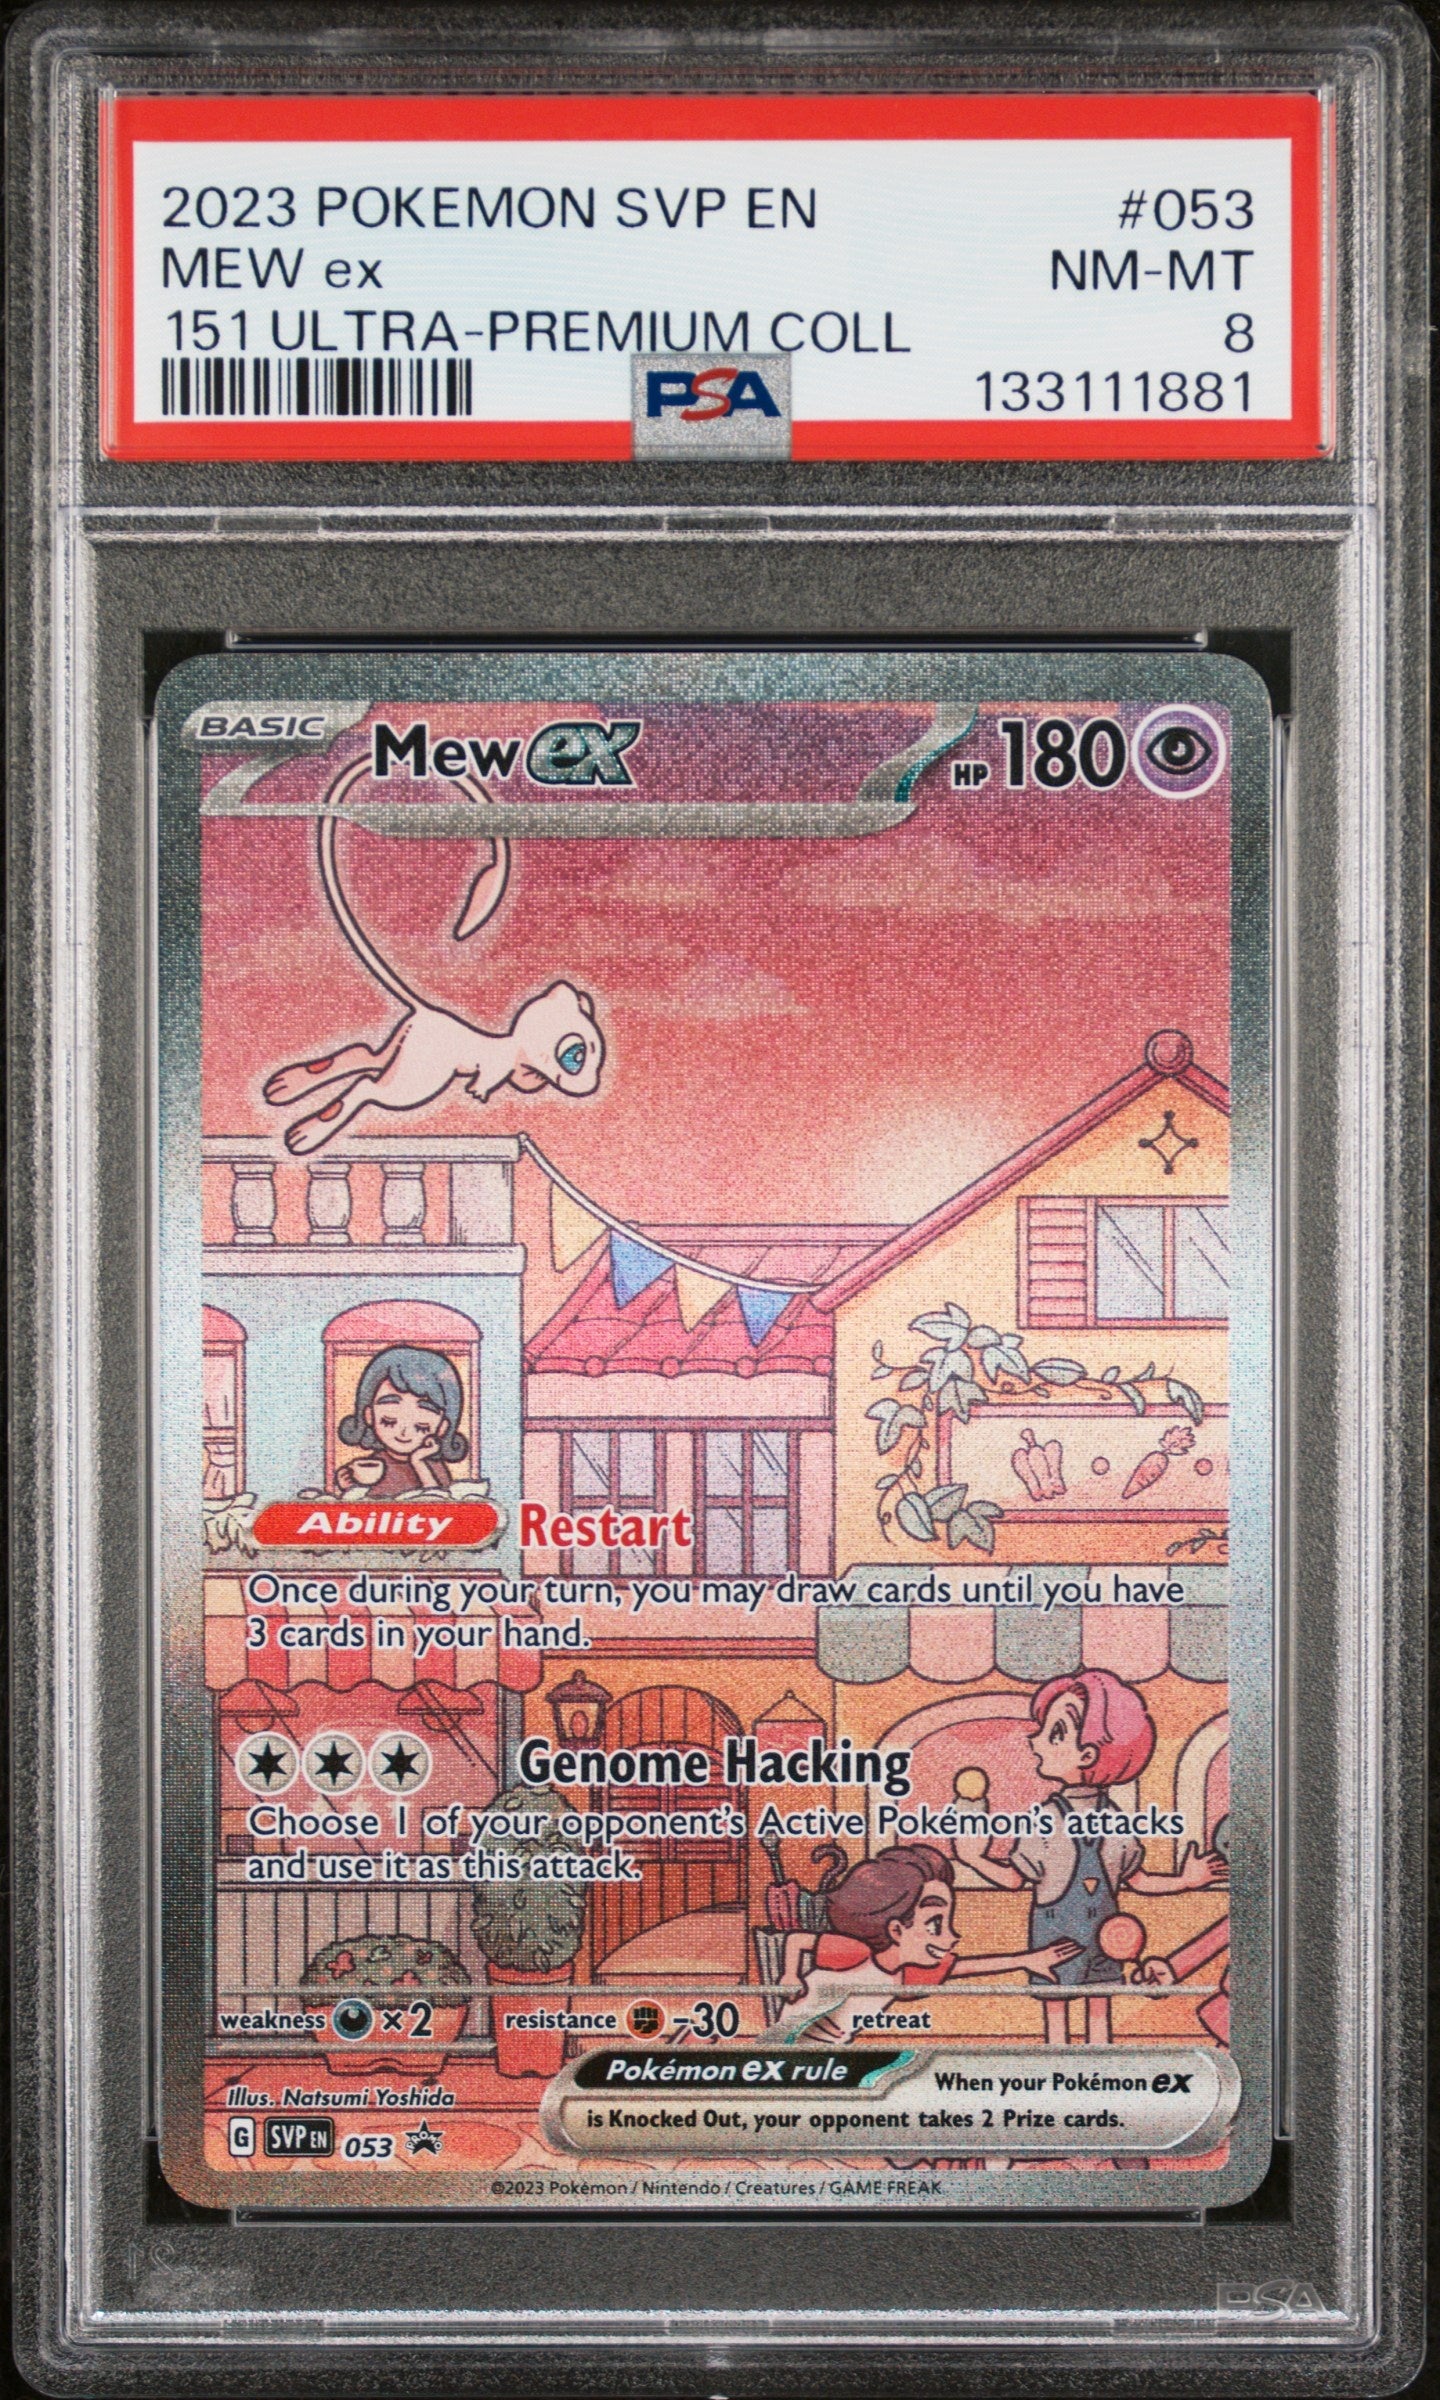 2023 POKEMON SVP EN #053
MEW ex NM-MT
151 ULTRA-PREMIUM COLL 8
PSA 133111881
BASIC Mew ex HP 180
Ability Restart
Once during your turn, you may draw cards until you have
3 cards in your hand.
Genome Hacking
Choose 1 of your opponent's Active Pokémon's attacks
and use it as this attack.
weakness ×2 resistance -30 retreat
Pokémon ex rule When your Pokémon ex
is Knocked Out, your opponent takes 2 Prize cards.
Illus. Natsumi Yoshida
G SVP EN 053 PROMO
©2023 Pokémon / Nintendo / Creatures / GAME FREAK
PSA